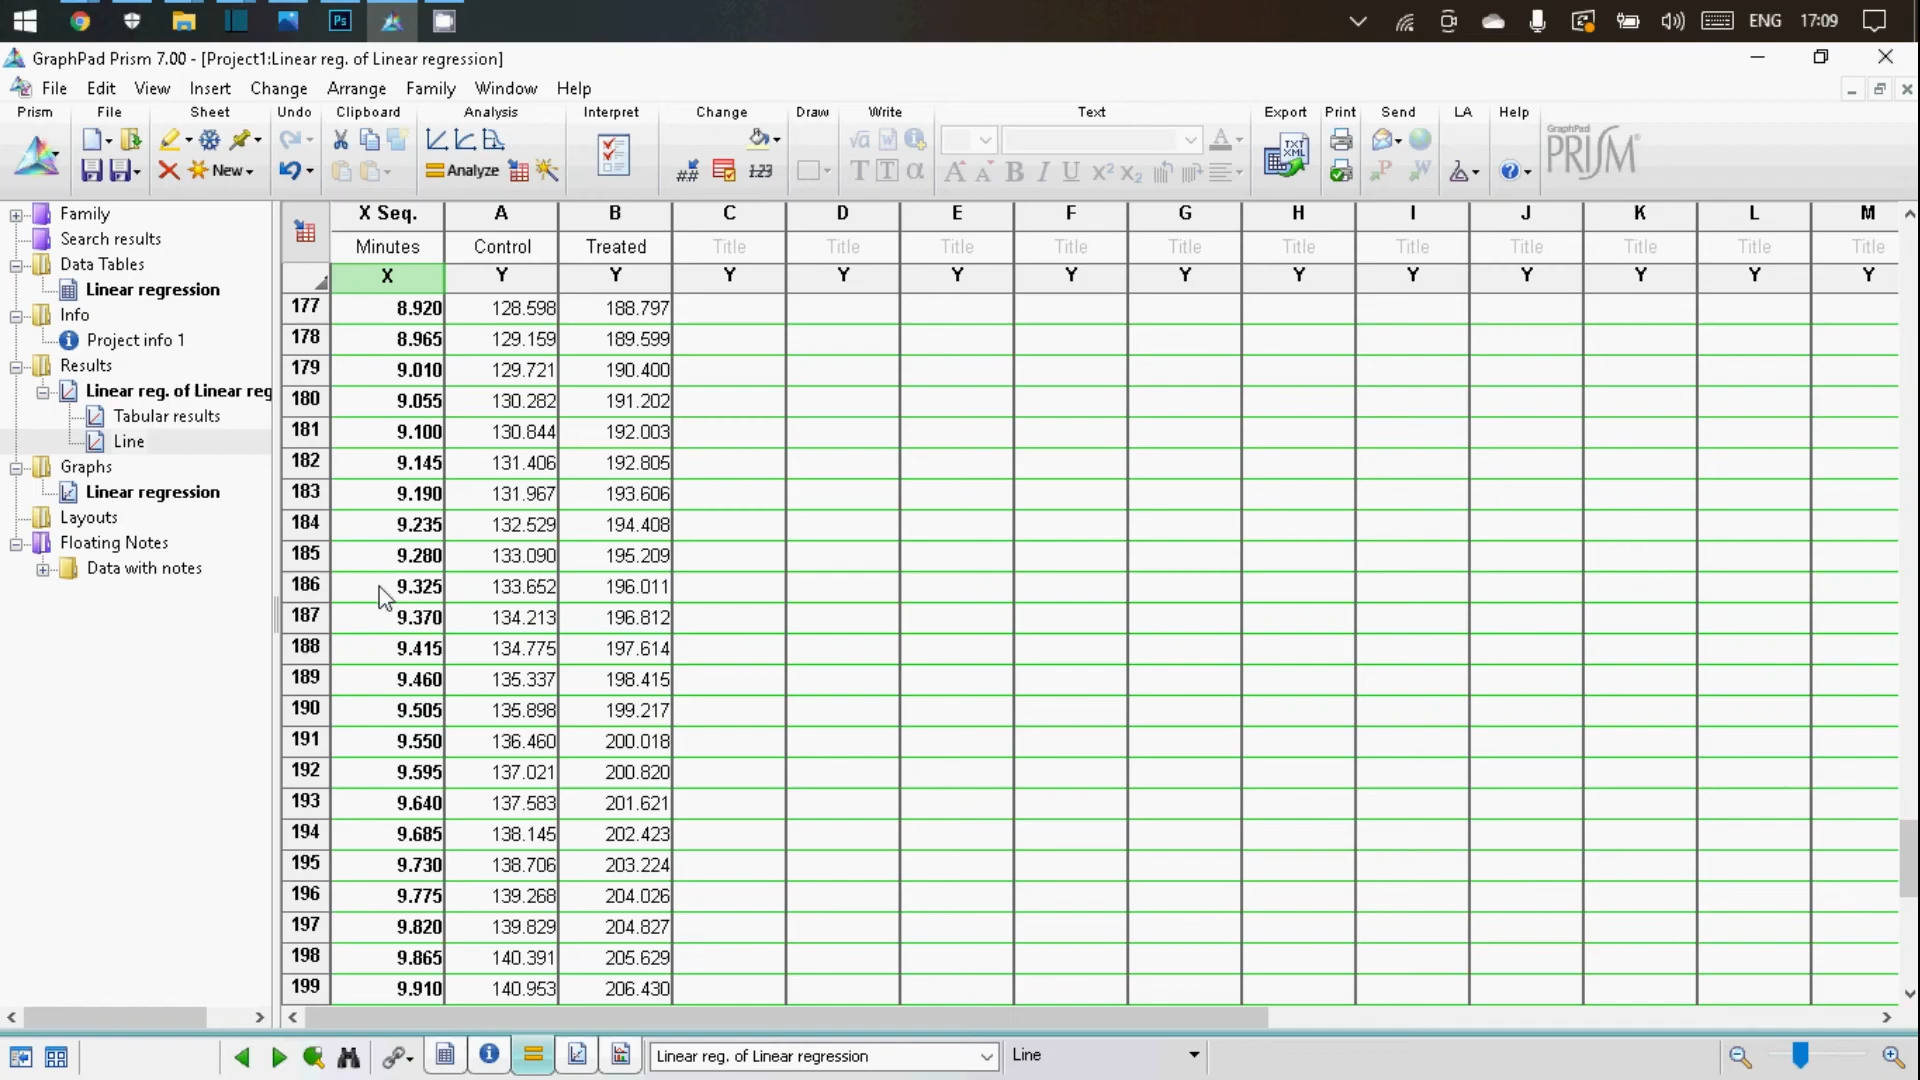 Ps
ENG 17:09
GraphPad Prism 7.00 - [Project1:Linear reg. of Linear regression]
File Edit View Insert Change Arrange Family Window Help
Prism File Sheet Undo Clipboard Analysis Interpret Change Draw Write Text Export Print Send LA Help
New
Analyze
TXT
XML
GraphPad
PRISM
Family
Search results
Data Tables
Linear regression
Info
Project info 1
Results
Linear reg. of Linear reg
Tabular results
Line
Graphs
Linear regression
Layouts
Floating Notes
Data with notes
X Seq. A B C D E F G H I J K L M
Minutes Control Treated Title Title Title Title Title Title Title Title Title Title Title
X Y Y Y Y Y Y Y Y Y Y Y Y Y
177 8.920 128.598 188.797
178 8.965 129.159 189.599
179 9.010 129.721 190.400
180 9.055 130.282 191.202
181 9.100 130.844 192.003
182 9.145 131.406 192.805
183 9.190 131.967 193.606
184 9.235 132.529 194.408
185 9.280 133.090 195.209
186 9.325 133.652 196.011
187 9.370 134.213 196.812
188 9.415 134.775 197.614
189 9.460 135.337 198.415
190 9.505 135.898 199.217
191 9.550 136.460 200.018
192 9.595 137.021 200.820
193 9.640 137.583 201.621
194 9.685 138.145 202.423
195 9.730 138.706 203.224
196 9.775 139.268 204.026
197 9.820 139.829 204.827
198 9.865 140.391 205.629
199 9.910 140.953 206.430
Linear reg. of Linear regression
Line